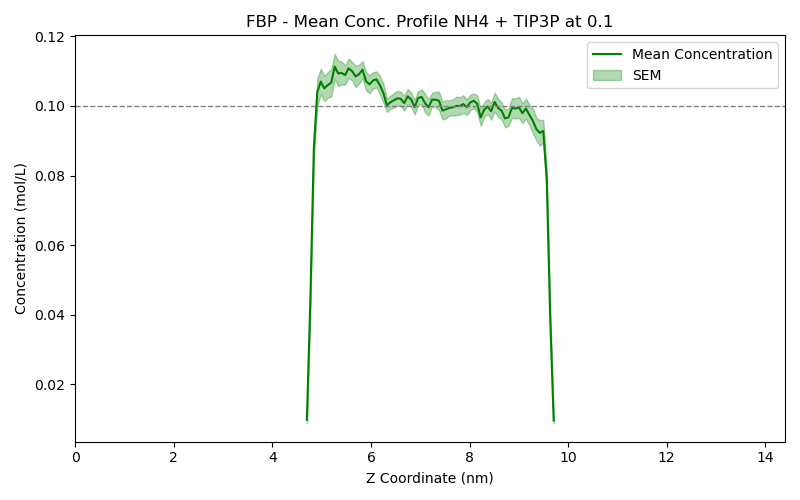 FBP - Mean Conc. Profile NH4 + TIP3P at 0.1
Mean Concentration
SEM
Concentration (mol/L)
0.12
0.10
0.08
0.06
0.04
0.02
0 2 4 6 8 10 12 14
Z Coordinate (nm)